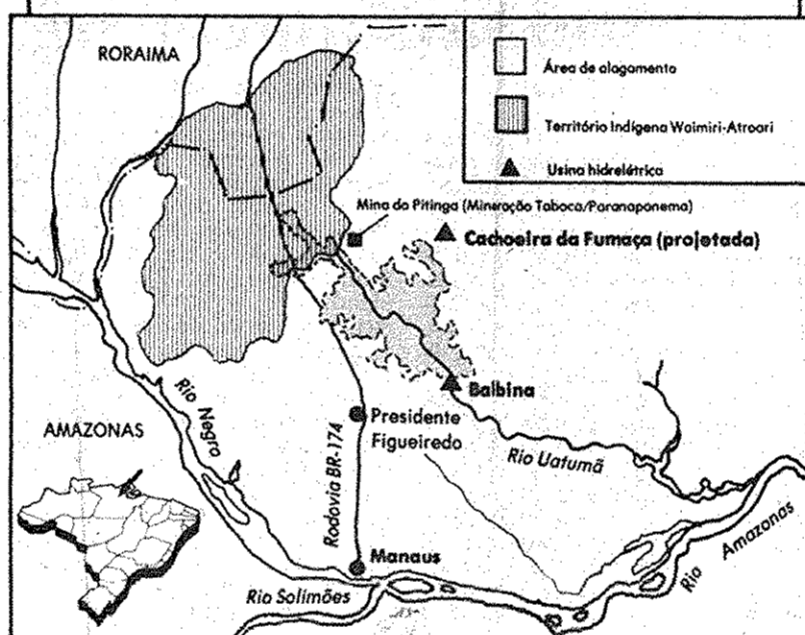 RORAIMA
Área de alagamento
Território Indígena Waimiri-Atroari
Usina hidrelétrica
Mina do Pitinga (Mineração Taboca/Paranapanema)
Cachoeira da Fumaça (projetada)
Balbina
Rio Negro
AMAZONAS
Presidente
Figueiredo
Rodovia BR-174
Rio Uatumã
Manaus
Rio Amazonas
Rio Solimões